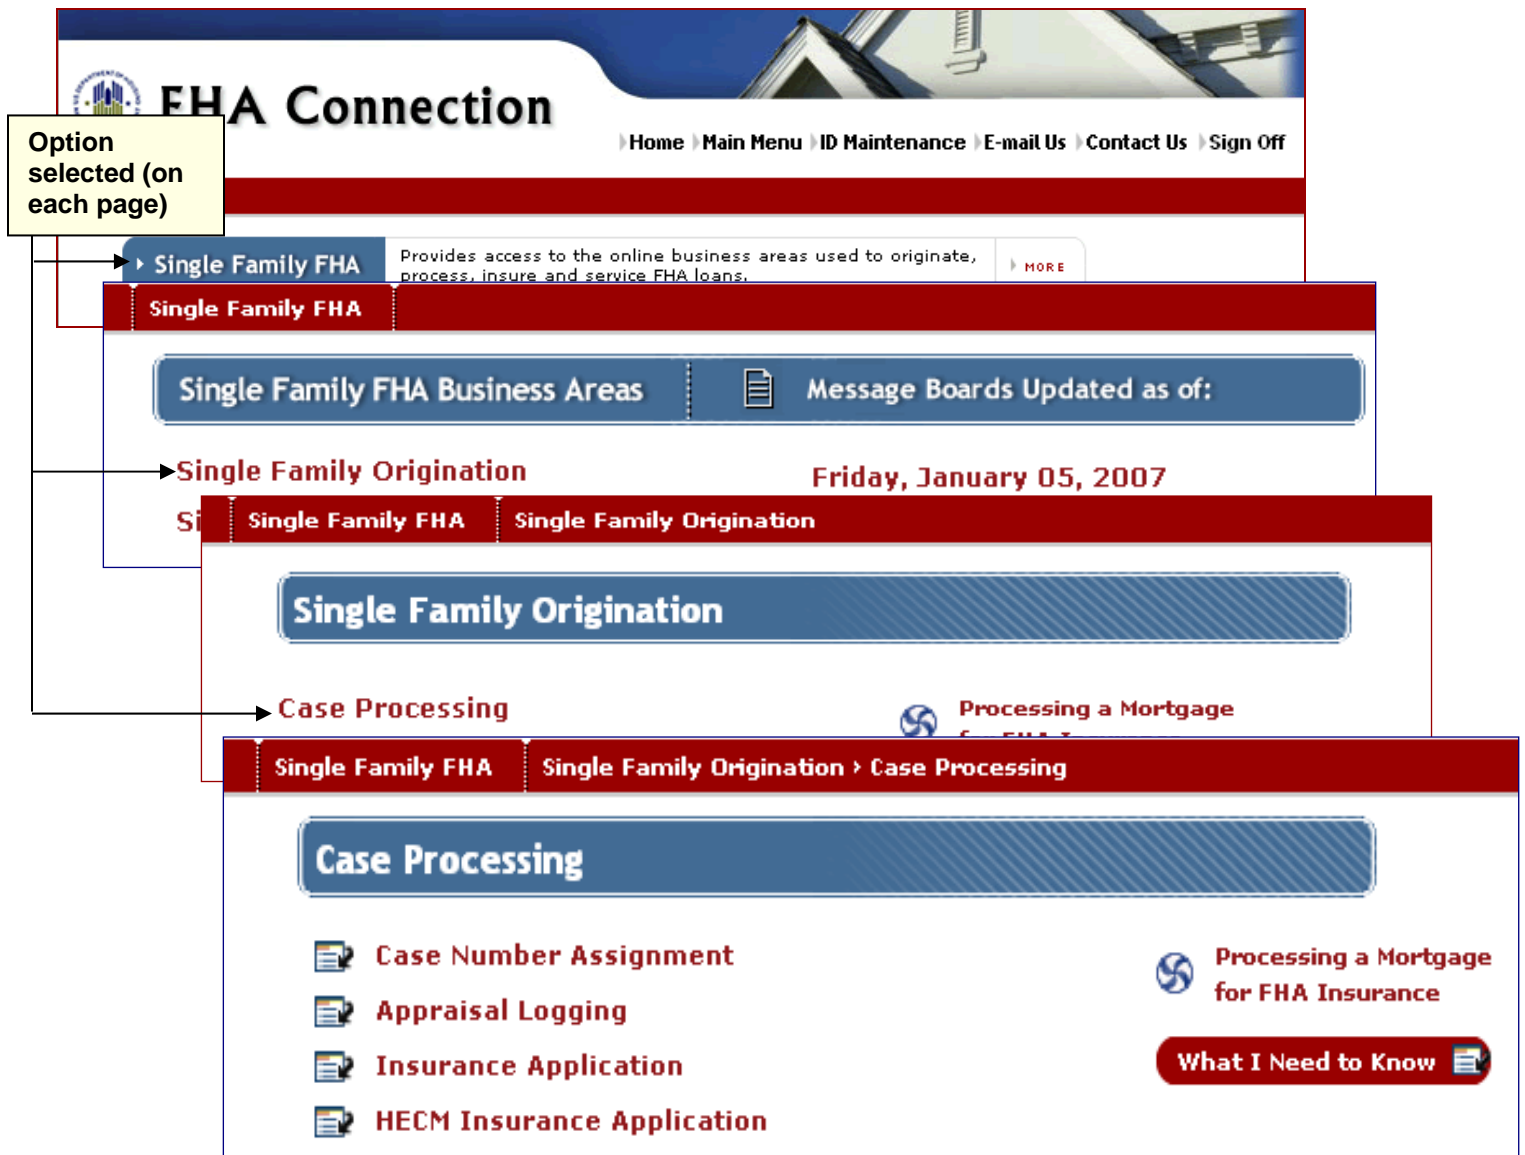 FHA Connection
Home Main Menu ID Maintenance E-mail Us Contact Us Sign Off
Option
selected (on
each page)
Single Family FHA
Provides access to the online business areas used to originate,
process, insure and service FHA loans.
MORE
Single Family FHA
Single Family FHA Business Areas
Message Boards Updated as of:
Single Family Origination
Friday, January 05, 2007
Si
Single Family FHA
Single Family Origination
Single Family Origination
Case Processing
Processing a Mortgage
for FHA Insurance
Single Family FHA
Single Family Origination › Case Processing
Case Processing
Case Number Assignment
Appraisal Logging
Insurance Application
HECM Insurance Application
Processing a Mortgage
for FHA Insurance
What I Need to Know